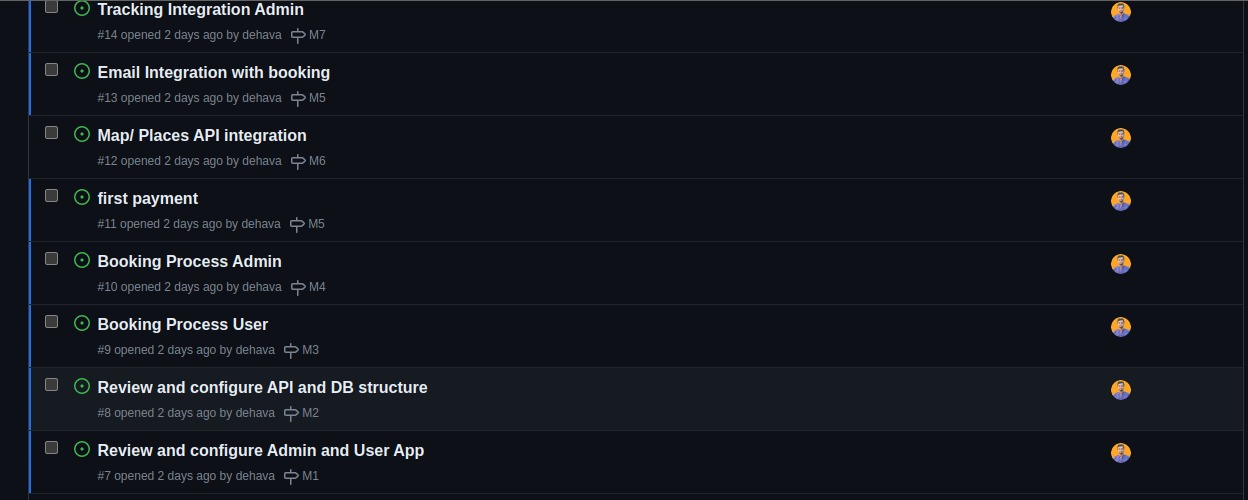 Tracking Integration Admin
#14 opened 2 days ago by dehava M7
Email Integration with booking
#13 opened 2 days ago by dehava M5
Map/ Places API integration
#12 opened 2 days ago by dehava M6
first payment
#11 opened 2 days ago by dehava M5
Booking Process Admin
#10 opened 2 days ago by dehava M4
Booking Process User
#9 opened 2 days ago by dehava M3
Review and configure API and DB structure
#8 opened 2 days ago by dehava M2
Review and configure Admin and User App
#7 opened 2 days ago by dehava M1